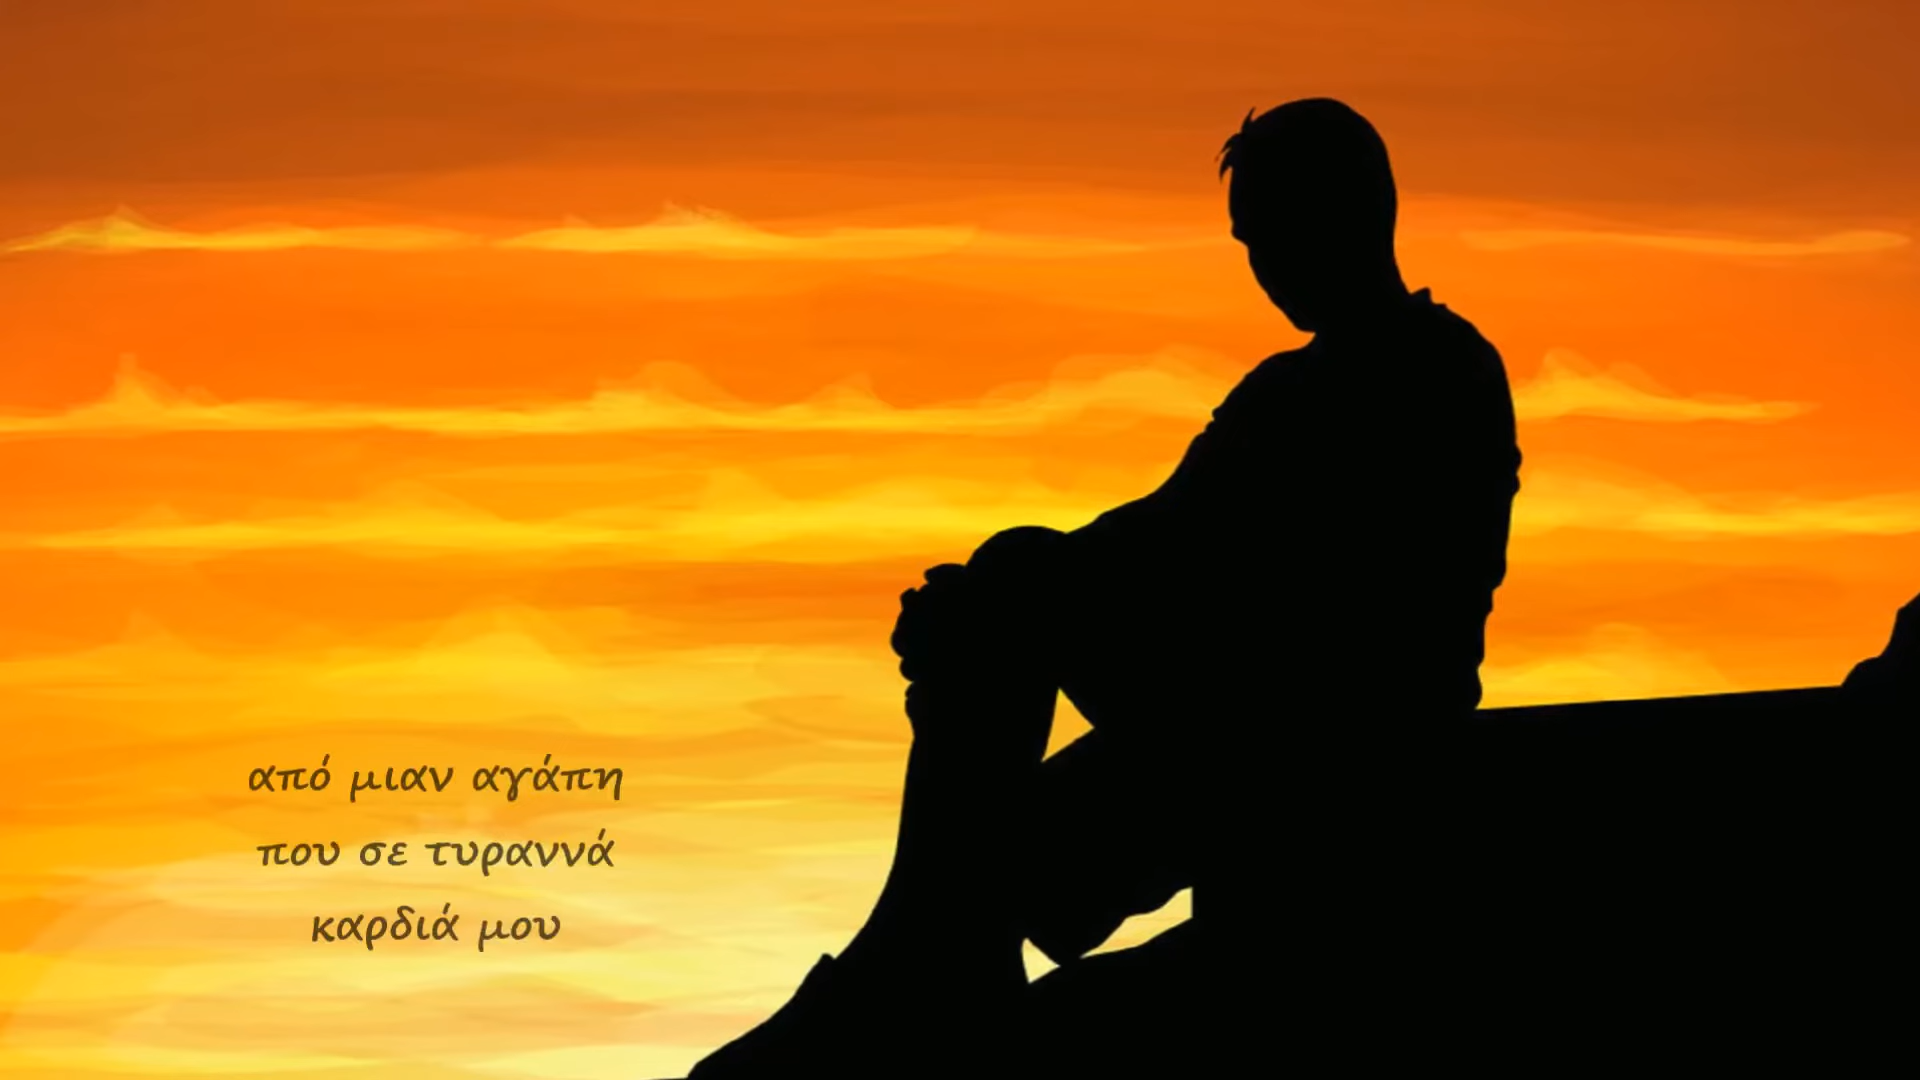 από μιαν αγάπη
που σε τυραννά
καρδιά μου